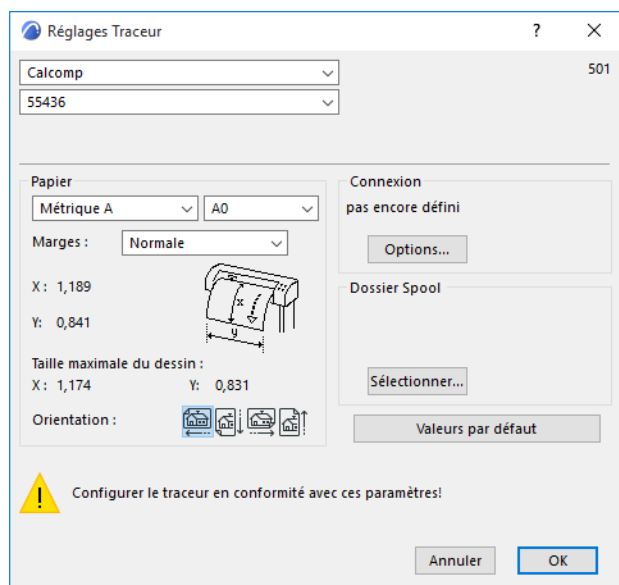 Réglages Traceur
?
Calcomp
501
55436
Papier
Métrique A
A0
Marges :
Normale
X : 1,189
Y: 0,841
x
y
Taille maximale du dessin :
X : 1,174 Y: 0,831
Orientation :
Connexion
pas encore défini
Options...
Dossier Spool
Sélectionner...
Valeurs par défaut
Configurer le traceur en conformité avec ces paramètres!
Annuler
OK